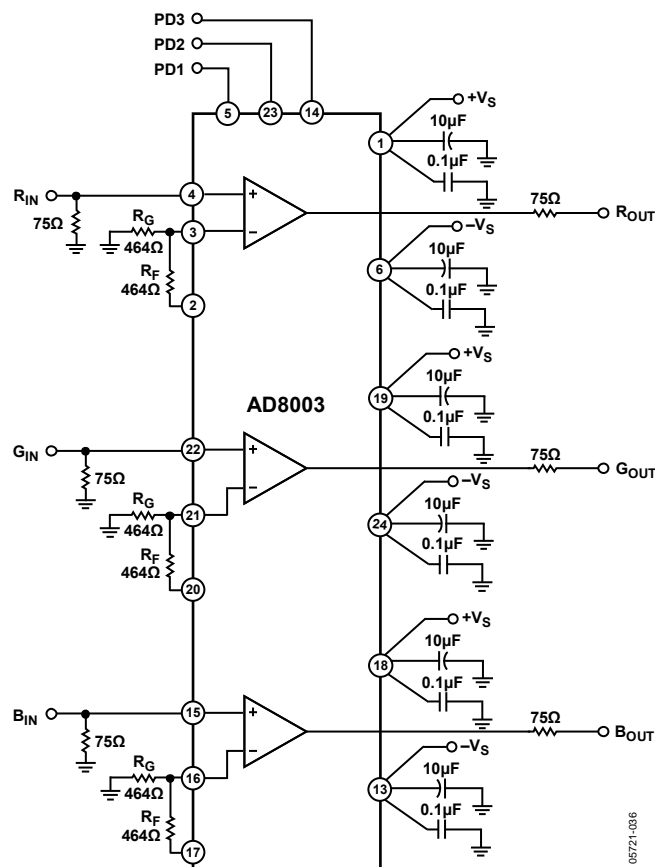 PD3
PD2
PD1
5
23
14
1
+VS
10µF
0.1µF
RIN
75Ω
4
+
RG
464Ω
3
−
RF
464Ω
2
75Ω
ROUT
6
−VS
10µF
0.1µF
AD8003
19
+VS
10µF
0.1µF
GIN
75Ω
22
+
RG
464Ω
21
−
RF
464Ω
20
75Ω
GOUT
24
−VS
10µF
0.1µF
18
+VS
10µF
0.1µF
BIN
75Ω
15
+
RG
464Ω
16
−
RF
464Ω
17
75Ω
BOUT
13
−VS
10µF
0.1µF
05721-036